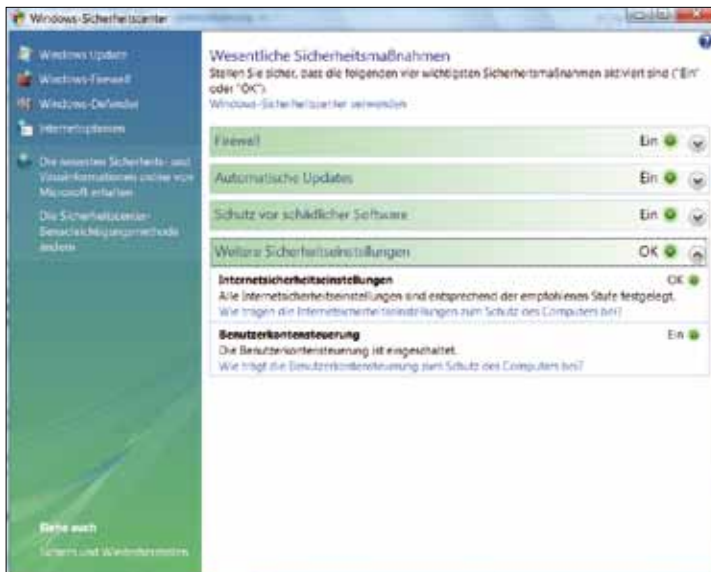 Windows-Sicherheitscenter
Windows Update
Windows-Firewall
Windows-Defender
Internetoptionen
Die neuesten Sicherheits- und
Virusinformationen online von
Microsoft erhalten
Die Sicherheitscenter-
Benachrichtigungsmethode
ändern
Siehe auch
Sichern und Wiederherstellen
Wesentliche Sicherheitsmaßnahmen
Stellen Sie sicher, dass die folgenden vier wichtigsten Sicherheitsmaßnahmen aktiviert sind ("Ein"
oder "OK").
Windows-Sicherheitscenter verwenden
Firewall Ein
Automatische Updates Ein
Schutz vor schädlicher Software Ein
Weitere Sicherheitseinstellungen OK
Internetsicherheitseinstellungen OK
Alle Internetsicherheitseinstellungen sind entsprechend der empfohlenen Stufe festgelegt.
Wie tragen die Internetsicherheitseinstellungen zum Schutz des Computers bei?
Benutzerkontensteuerung Ein
Die Benutzerkontensteuerung ist eingeschaltet.
Wie trägt die Benutzerkontensteuerung zum Schutz des Computers bei?